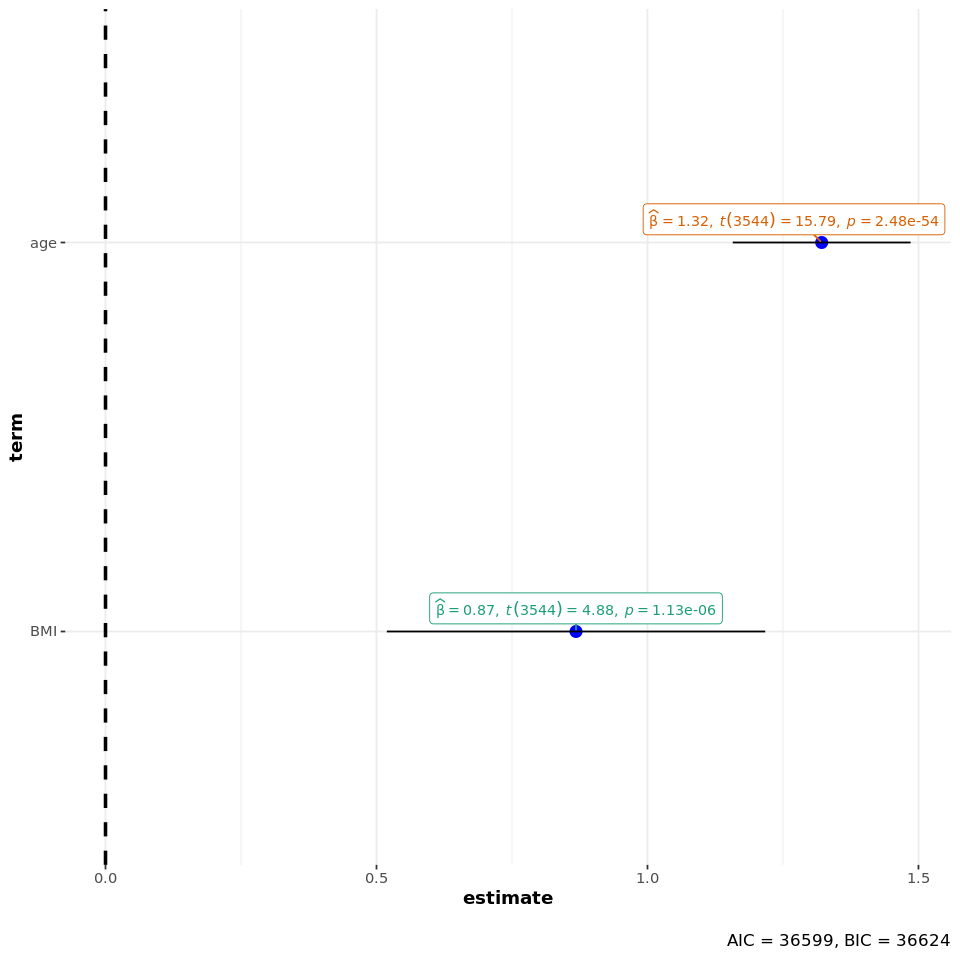 β̂ = 1.32, t(3544) = 15.79, p = 2.48e-54
age
term
β̂ = 0.87, t(3544) = 4.88, p = 1.13e-06
BMI
0.0 0.5 1.0 1.5
estimate
AIC = 36599, BIC = 36624